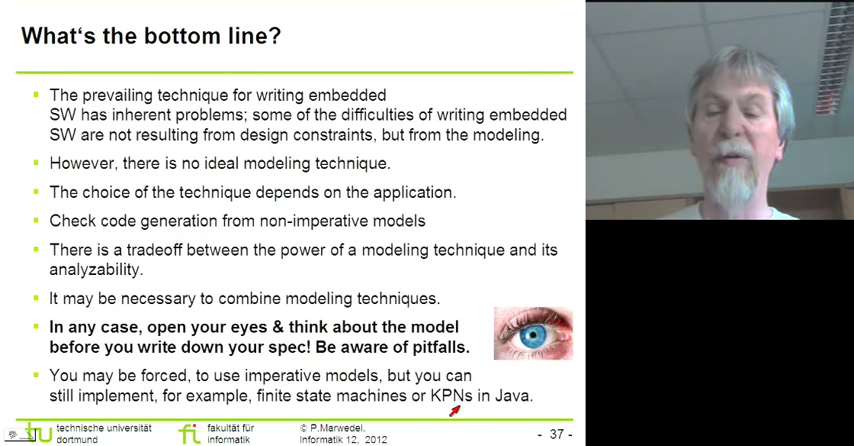 What's the bottom line?
The prevailing technique for writing embedded
SW has inherent problems; some of the difficulties of writing embedded
SW are not resulting from design constraints, but from the modeling.
However, there is no ideal modeling technique.
The choice of the technique depends on the application.
Check code generation from non-imperative models
There is a tradeoff between the power of a modeling technique and its
analyzability.
It may be necessary to combine modeling techniques.
In any case, open your eyes & think about the model
before you write down your spec! Be aware of pitfalls.
You may be forced, to use imperative models, but you can
still implement, for example, finite state machines or KPNs in Java.
tu
technische universität
dortmund
fi
fakultät für
informatik
© P.Marwedel,
Informatik 12, 2012
- 37 -